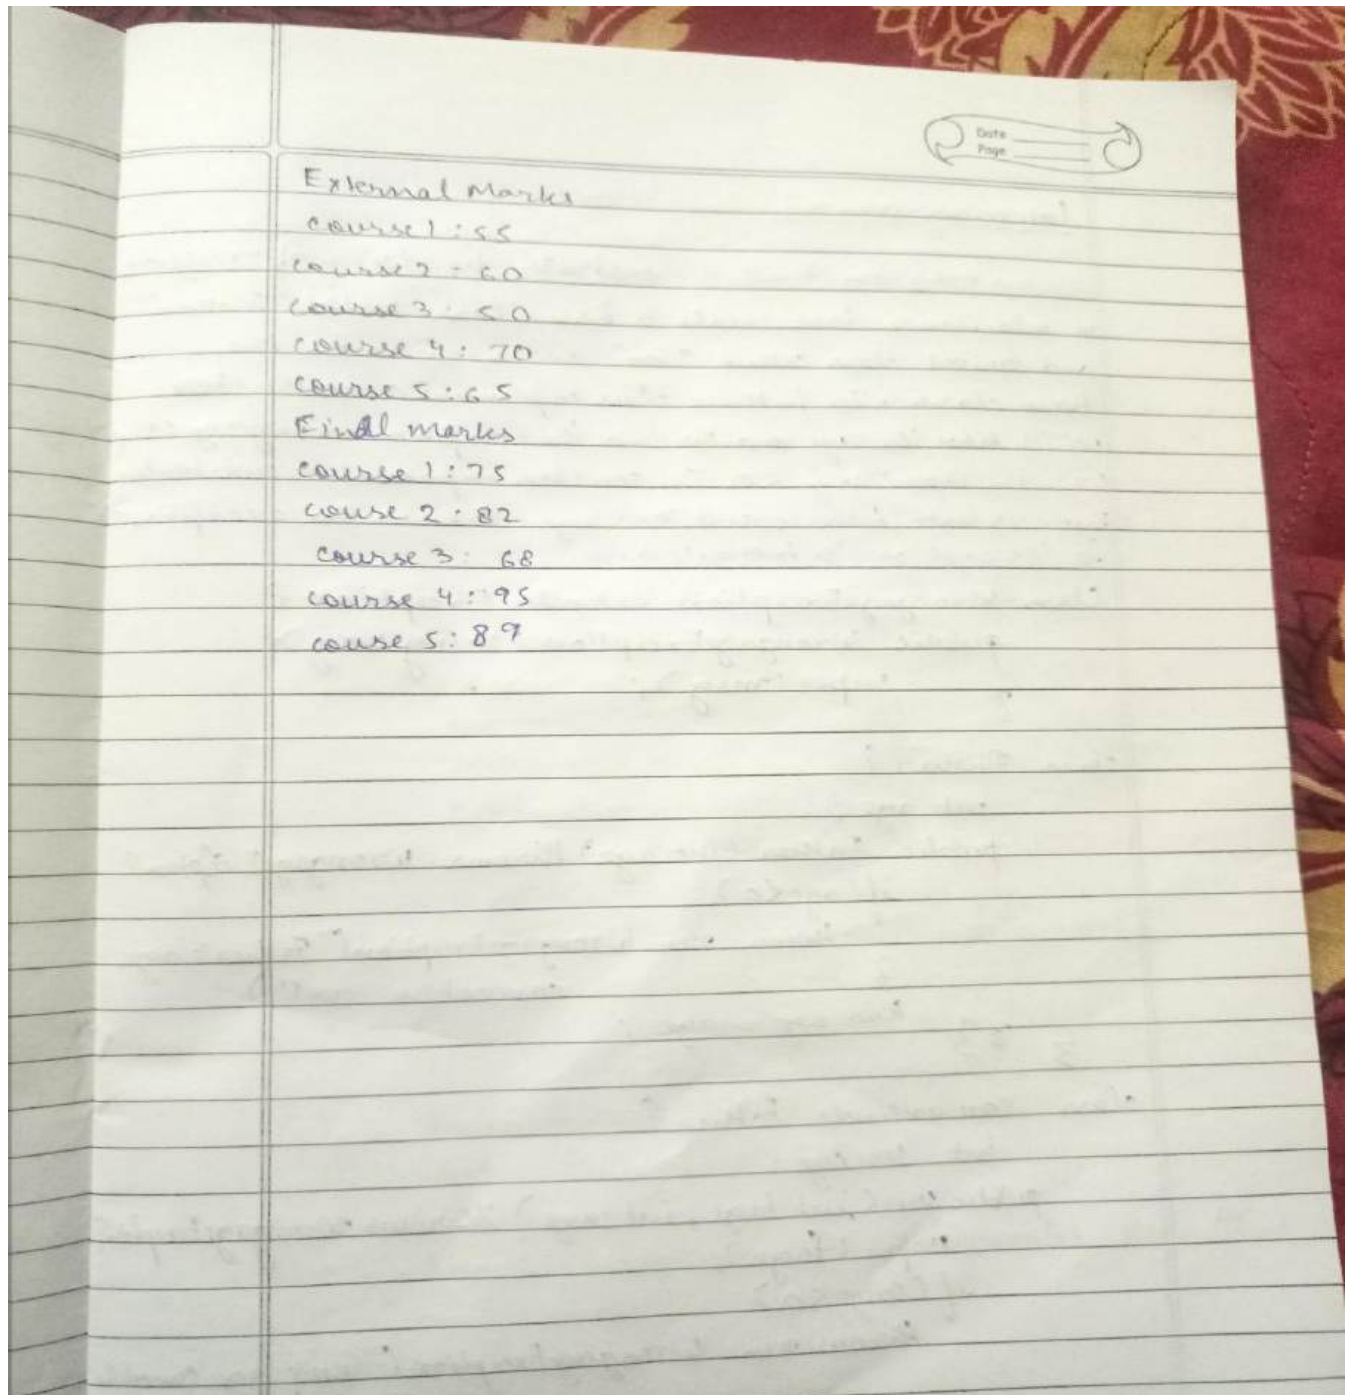 Date
Page
External Marks
course 1 : 55
course 2 : 60
course 3 : 50
course 4 : 70
course 5 : 65
Final marks
course 1 : 75
couse 2 : 82
course 3 : 68
course 4 : 95
couse 5 : 89